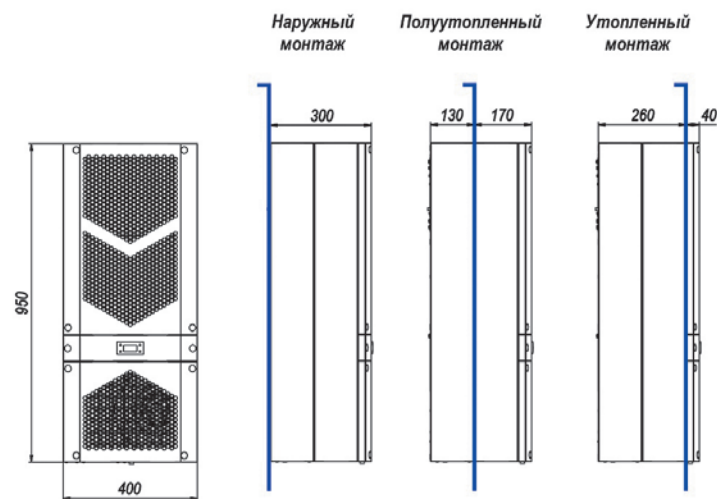 Наружный
монтаж
Полуутопленный
монтаж
Утопленный
монтаж
300
130
170
260
40
950
400